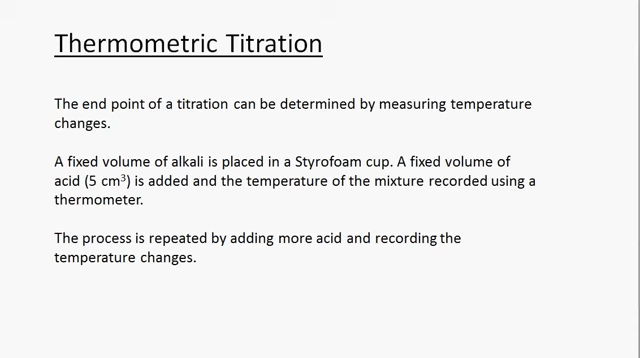 Thermometric Titration
The end point of a titration can be determined by measuring temperature
changes.
A fixed volume of alkali is placed in a Styrofoam cup. A fixed volume of
acid (5 cm³) is added and the temperature of the mixture recorded using a
thermometer.
The process is repeated by adding more acid and recording the
temperature changes.